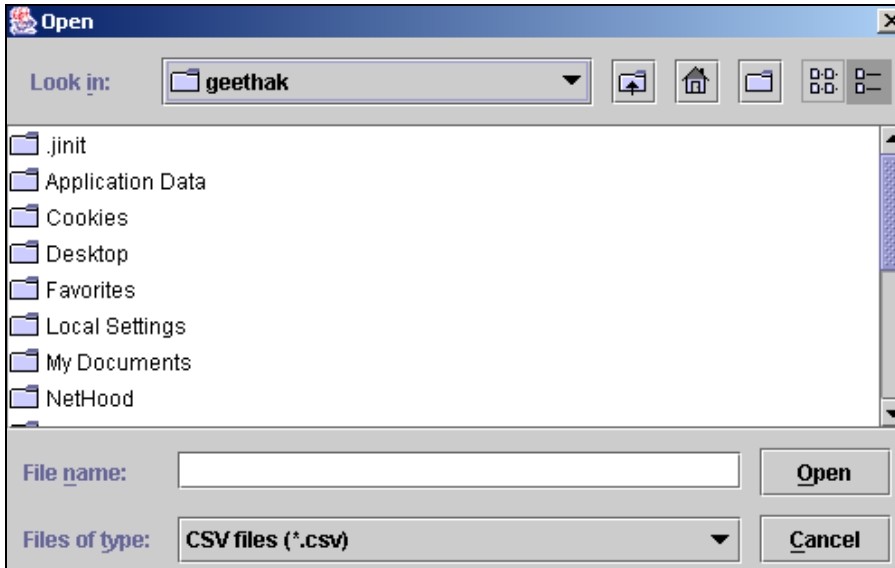 Open
Look in: geethak
.jinit
Application Data
Cookies
Desktop
Favorites
Local Settings
My Documents
NetHood
File name: Open
Files of type: CSV files (*.csv) Cancel